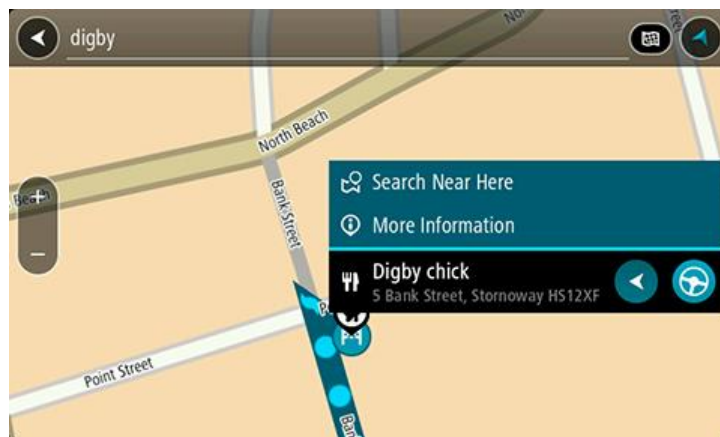 digby
North Beach
Beach
Bank Street
Search Near Here
More Information
Digby chick
5 Bank Street, Stornoway HS12XF
Point Street